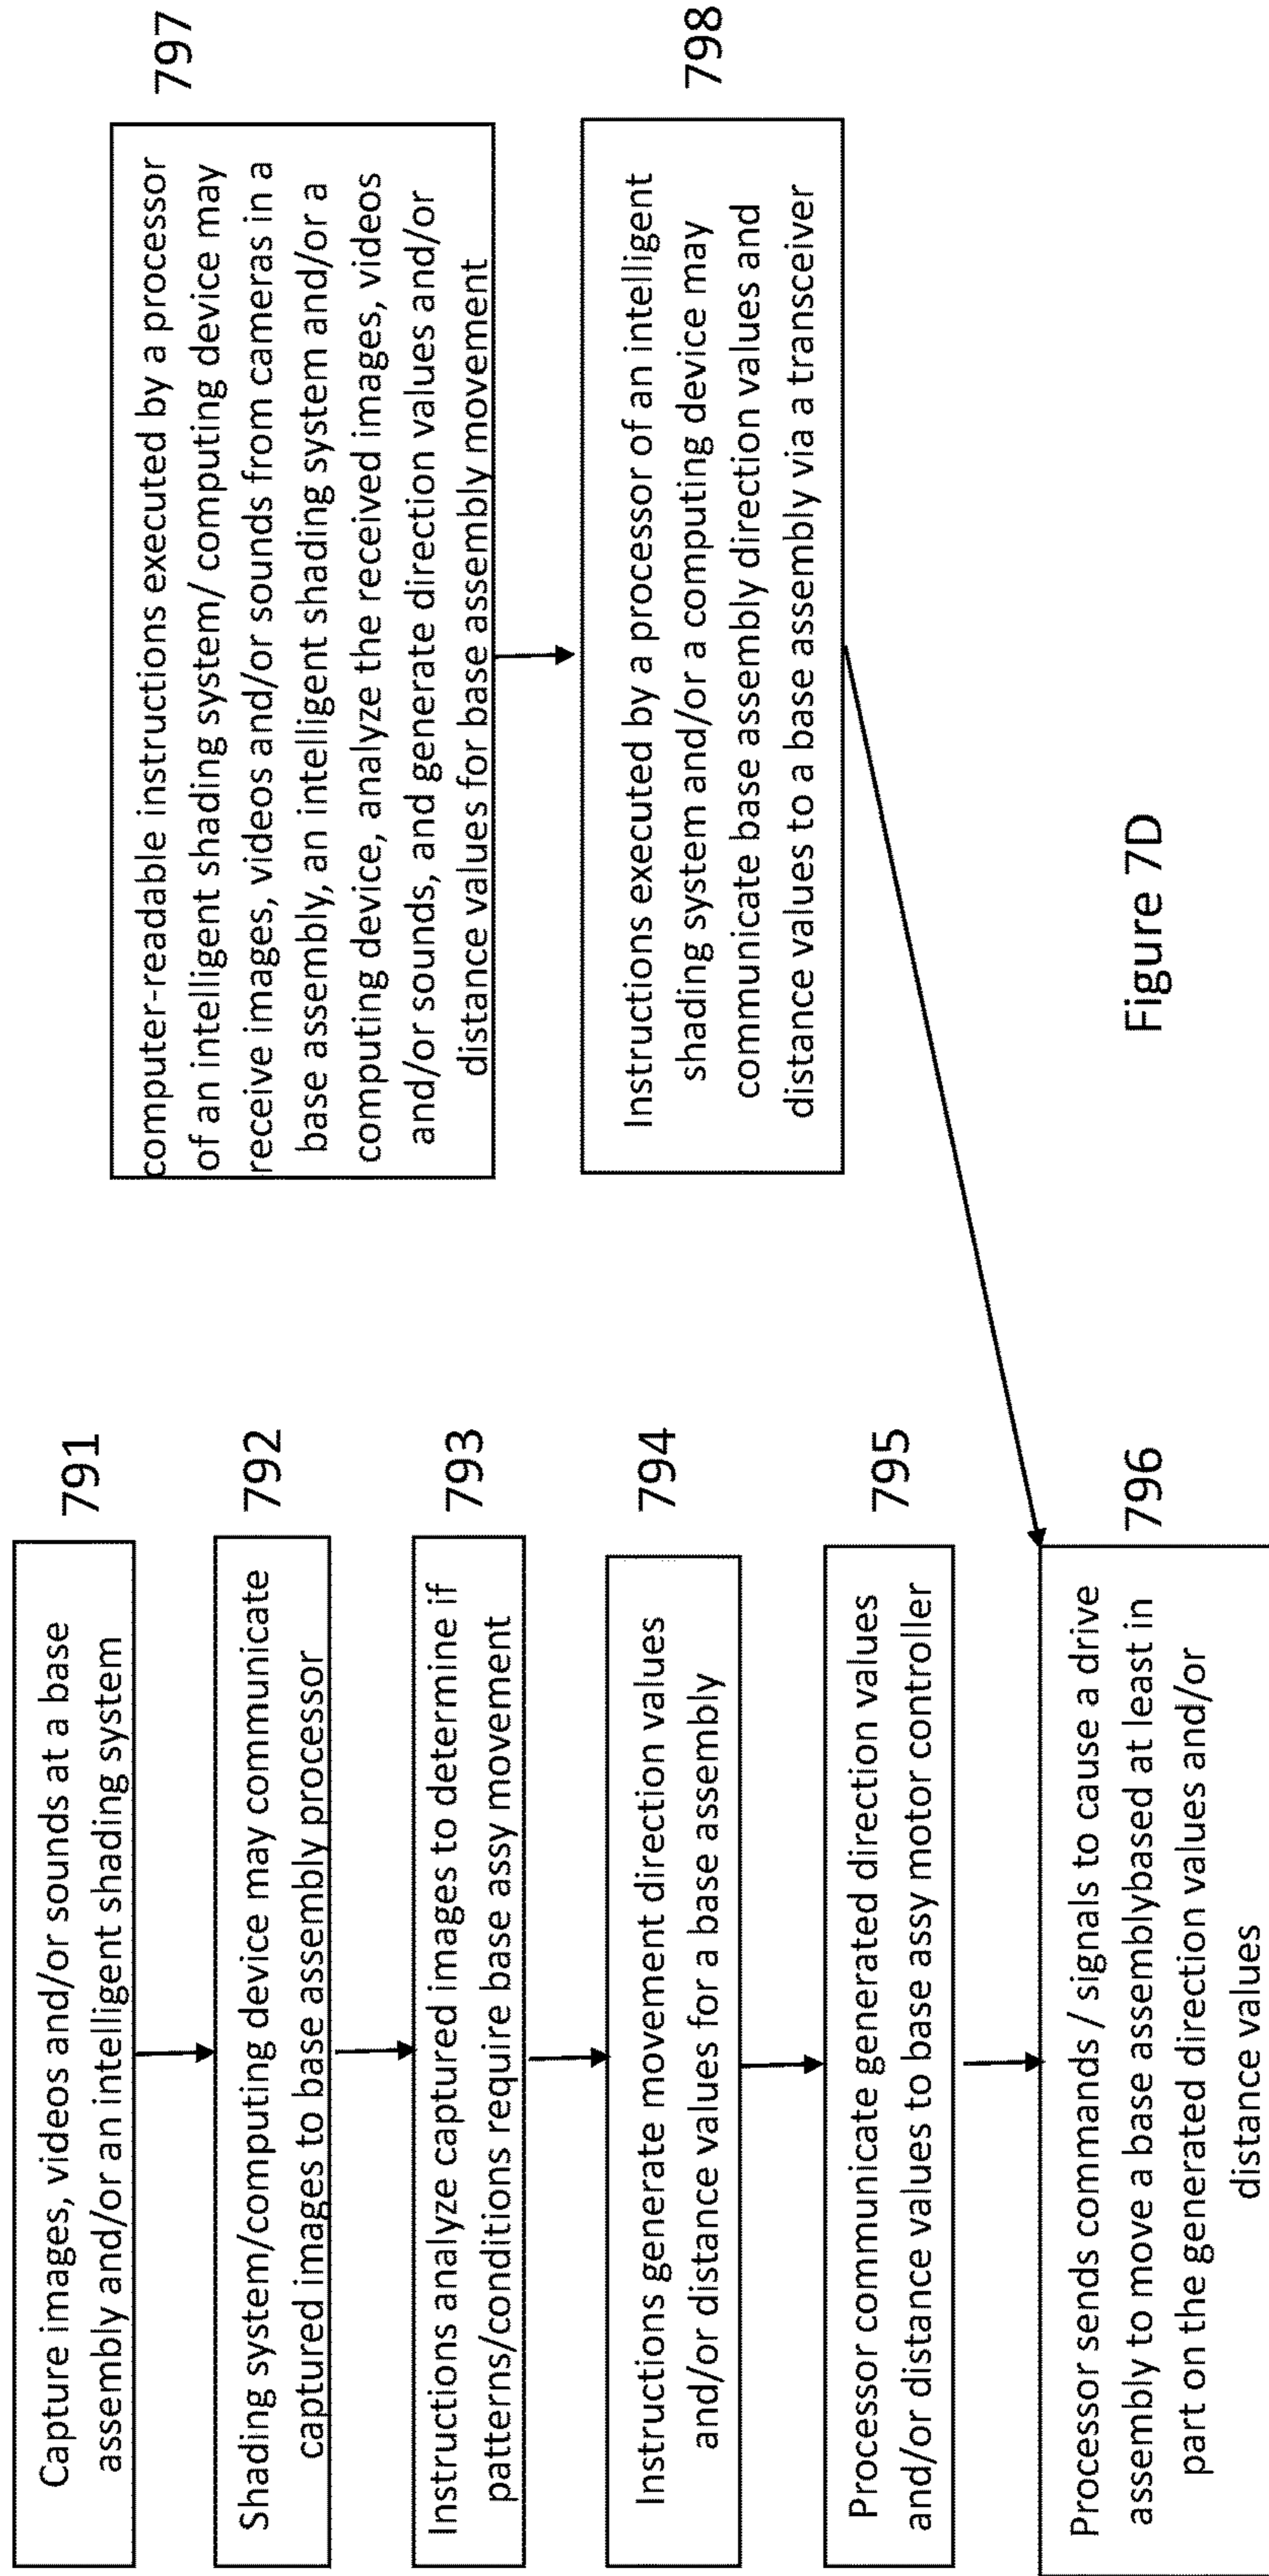 Capture images, videos and/or sounds at a base
assembly and/or an intelligent shading system
791
Shading system/computing device may communicate
captured images to base assembly processor
792
Instructions analyze captured images to determine if
patterns/conditions require base assy movement
793
Instructions generate movement direction values
and/or distance values for a base assembly
794
Processor communicate generated direction values
and/or distance values to base assy motor controller
795
Processor sends commands / signals to cause a drive
assembly to move a base assemblybased at least in
part on the generated direction values and/or
distance values
796
computer-readable instructions executed by a processor
of an intelligent shading system/ computing device may
receive images, videos and/or sounds from cameras in a
base assembly, an intelligent shading system and/or a
computing device, analyze the received images, videos
and/or sounds, and generate direction values and/or
distance values for base assembly movement
797
Instructions executed by a processor of an intelligent
shading system and/or a computing device may
communicate base assembly direction values and
distance values to a base assembly via a transceiver
798
Figure 7D